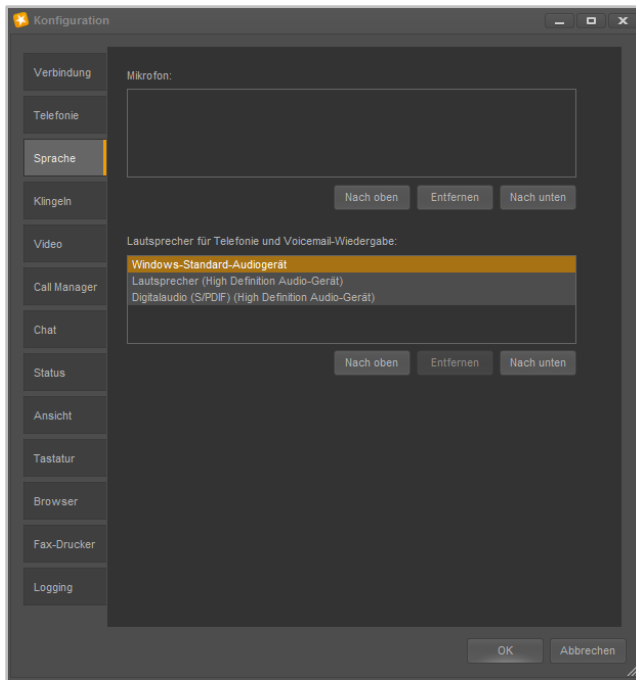 Konfiguration
Verbindung
Telefonie
Sprache
Klingeln
Video
Call Manager
Chat
Status
Ansicht
Tastatur
Browser
Fax-Drucker
Logging
Mikrofon:
Nach oben Entfernen Nach unten
Lautsprecher für Telefonie und Voicemail-Wiedergabe:
Windows-Standard-Audiogerät
Lautsprecher (High Definition Audio-Gerät)
Digitalaudio (S/PDIF) (High Definition Audio-Gerät)
Nach oben Entfernen Nach unten
OK Abbrechen